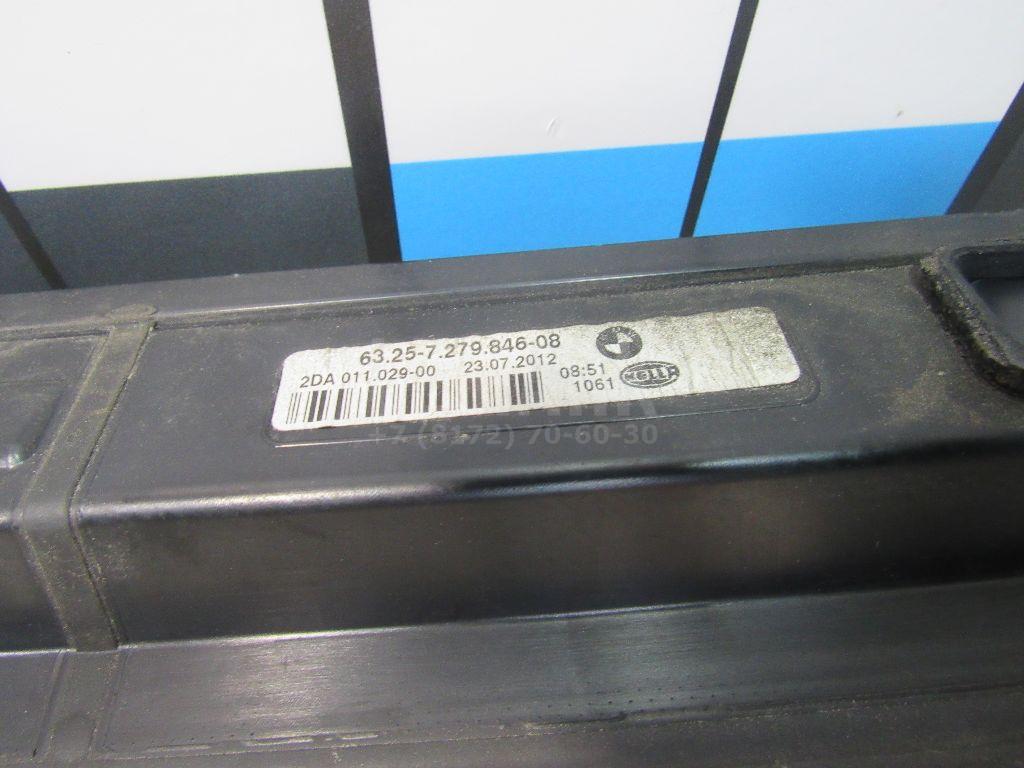 63.25-7.279.846-08
2DA 011.029-00 23.07.2012 08:51
1061 HELLA
+7 (8172) 70-60-30